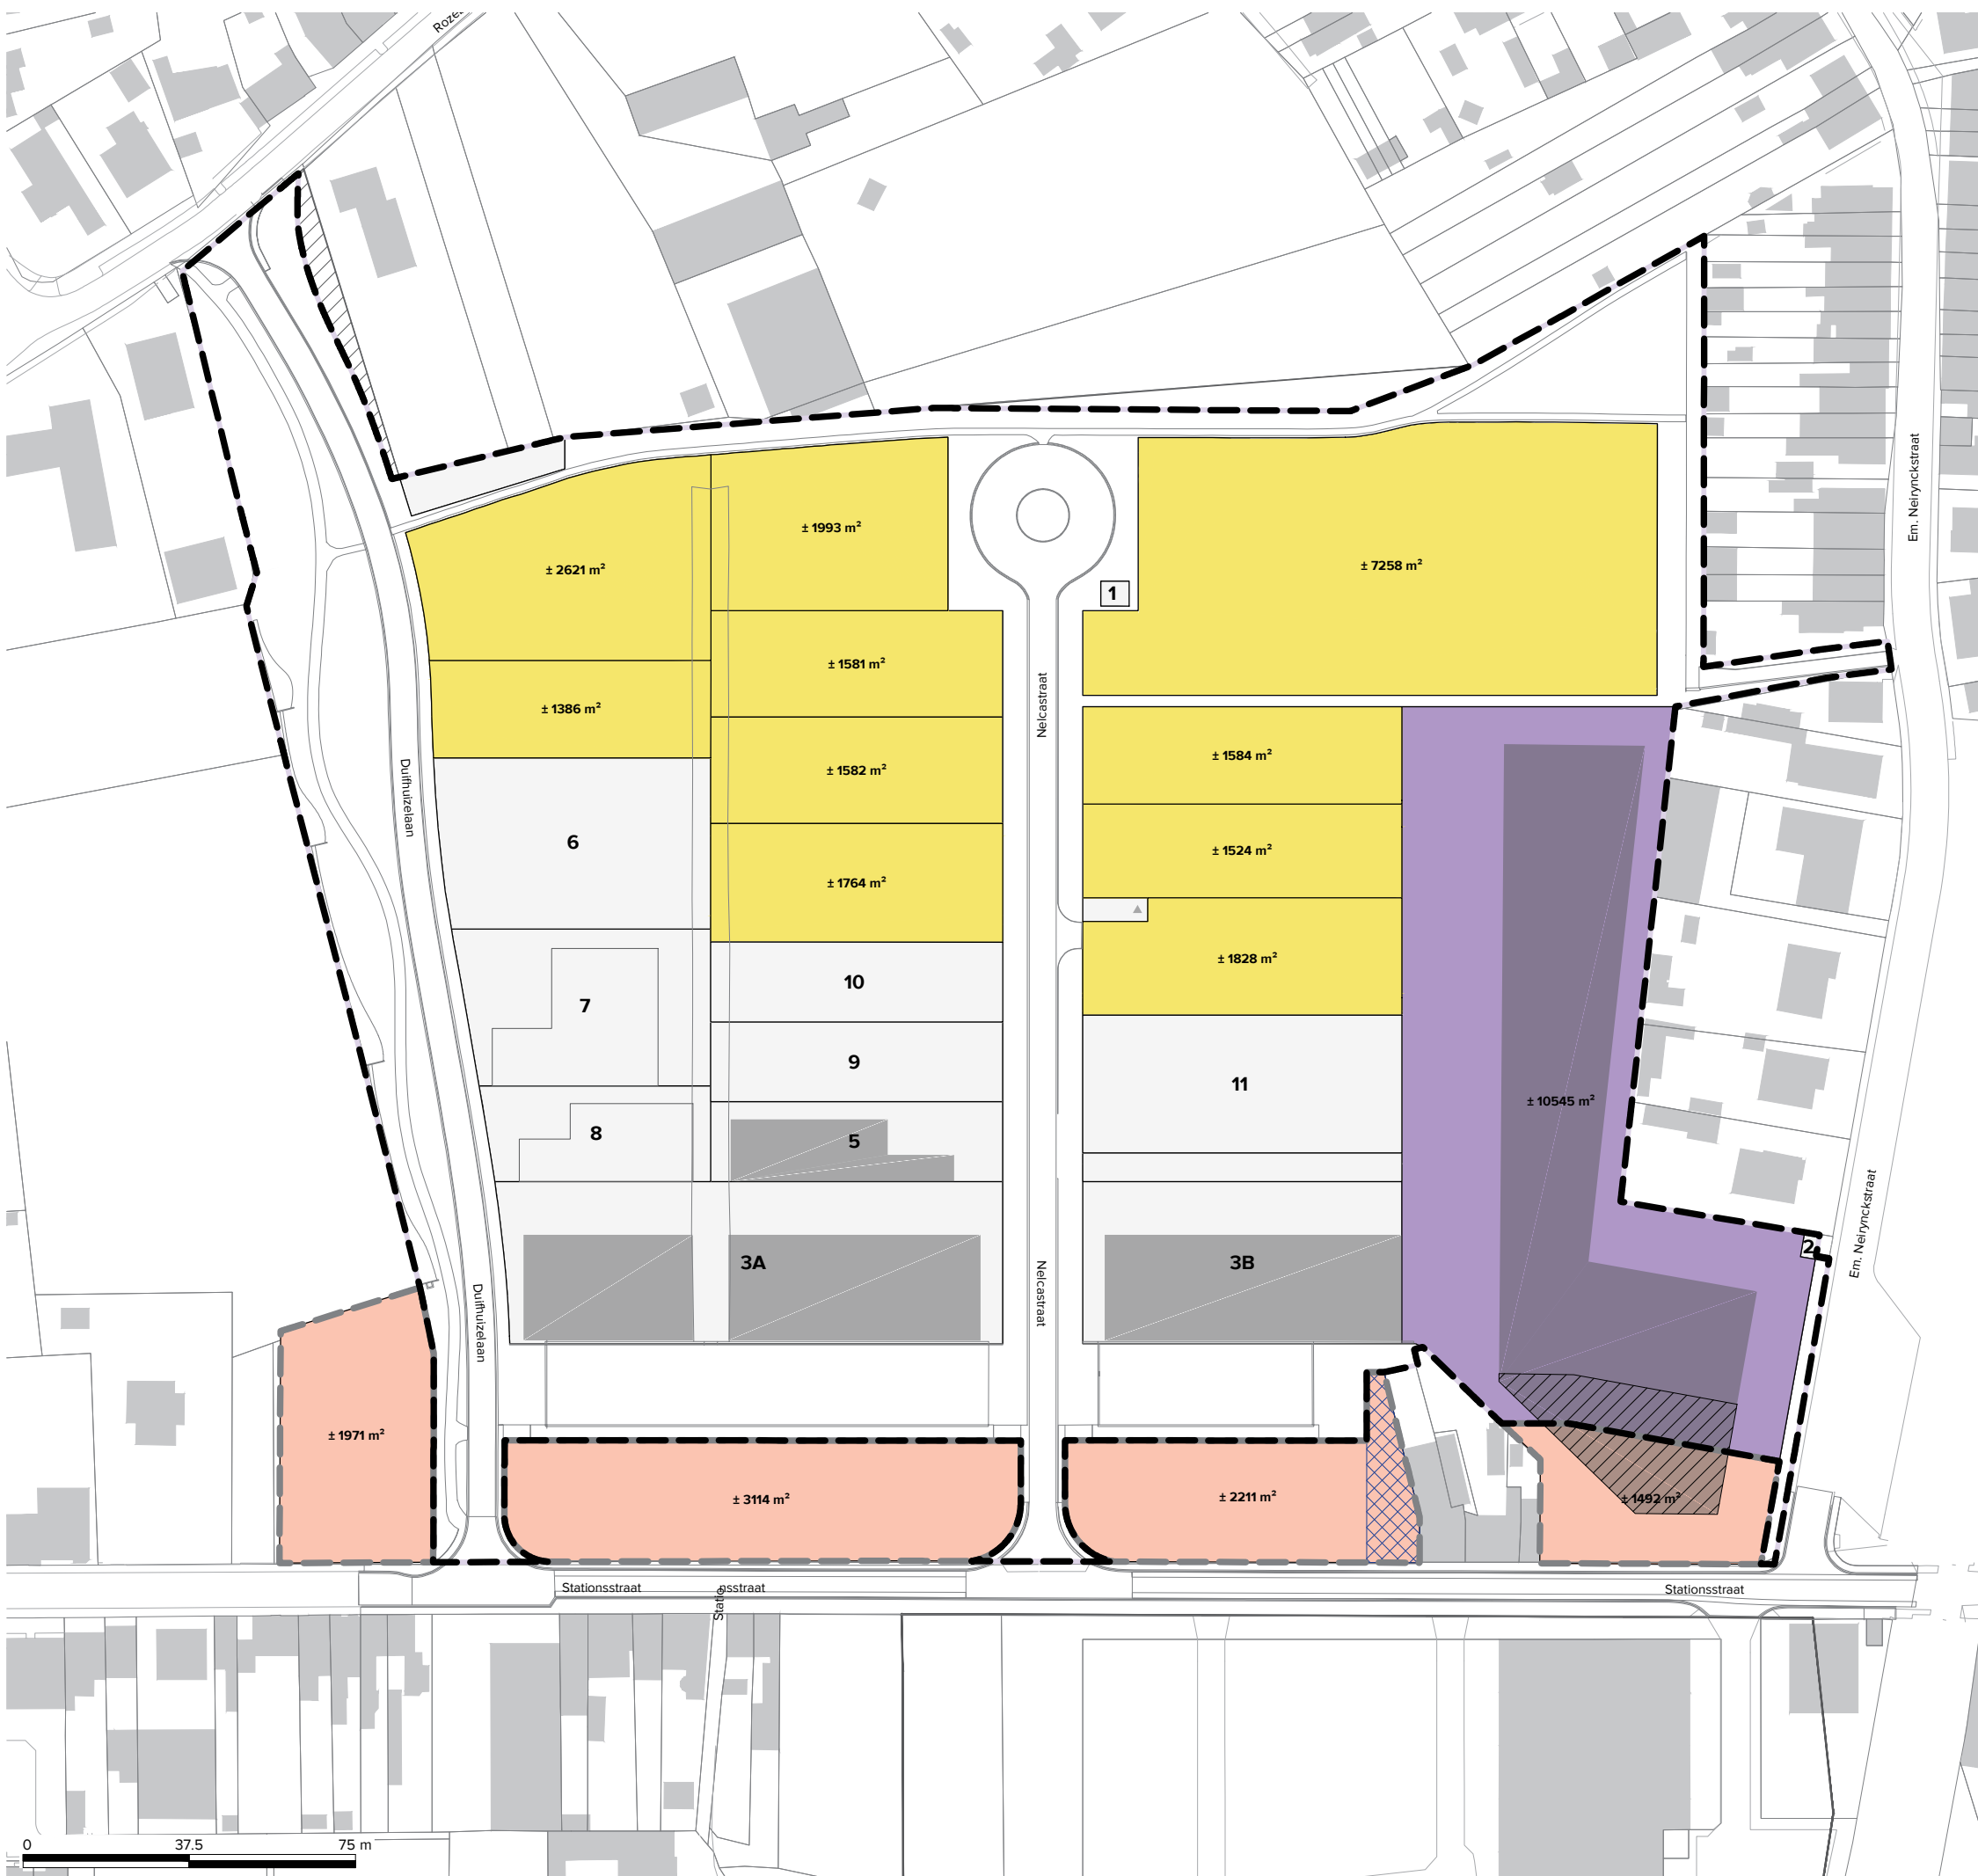 Roze
Em. Neirynckstraat
± 1993 m²
± 2621 m²
± 7258 m²
1
± 1581 m²
Nelcastraat
± 1386 m²
± 1584 m²
± 1582 m²
Duifhuizelaan
6
± 1524 m²
± 1764 m²
± 1828 m²
10
7
9
11
± 10545 m²
8
5
Em. Neirynckstraat
2
3A
3B
Nelcastraat
Duifhuizelaan
± 1971 m²
± 3114 m²
± 2211 m²
± 1492 m²
Stationsstraat
Statio
nsstraat
Stationsstraat
0 37.5 75 m